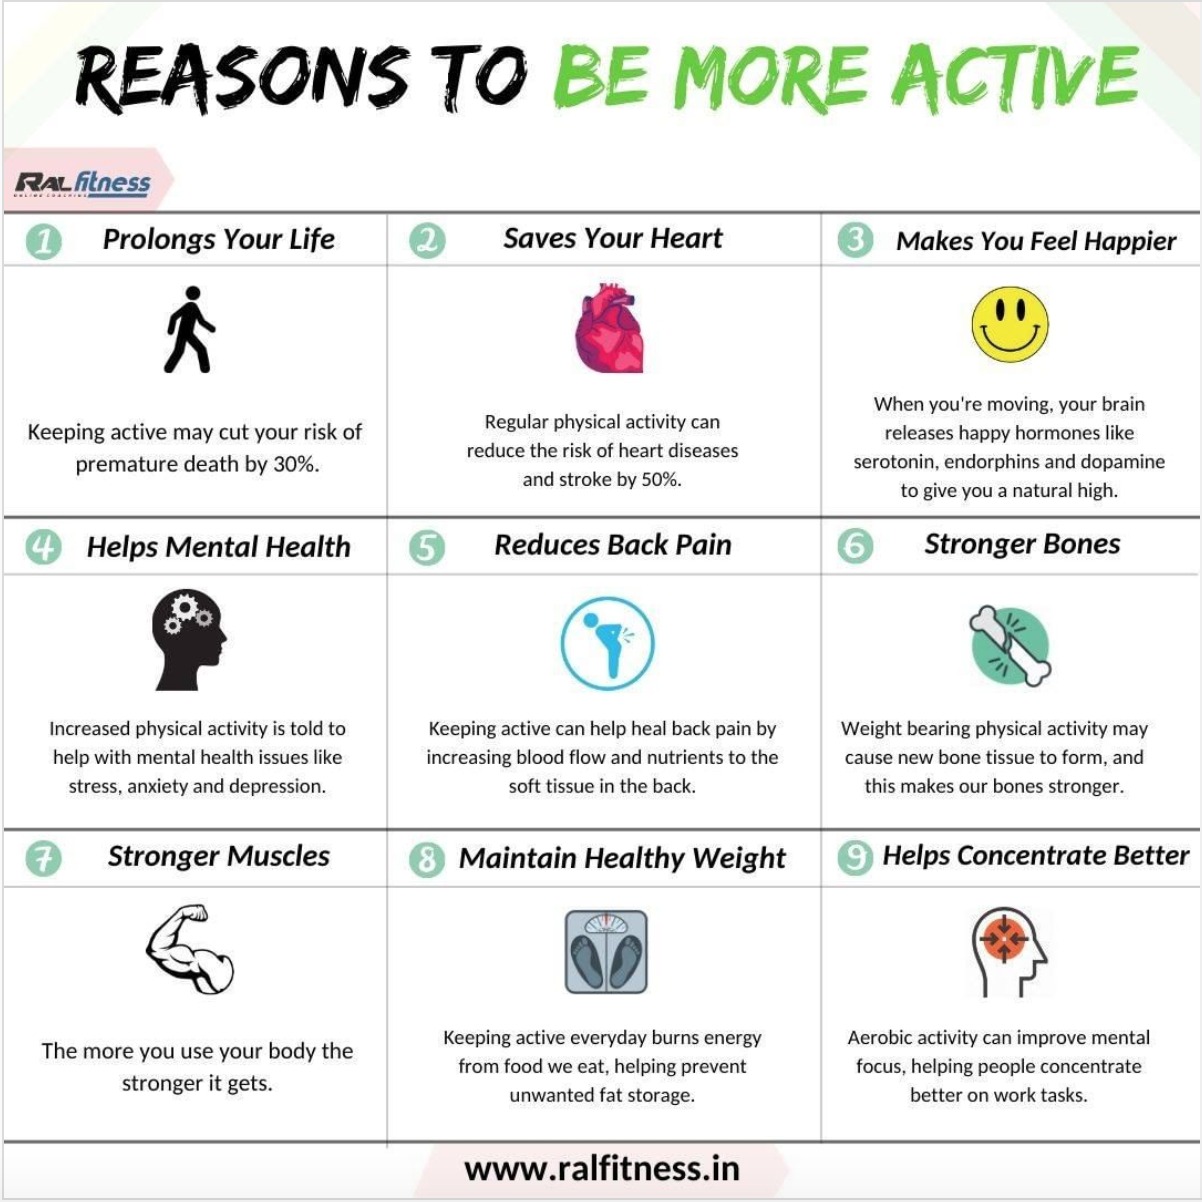 REASONS TO BE MORE ACTIVE
RAL fitness
ONLINE COACHING
1 Prolongs Your Life
Keeping active may cut your risk of
premature death by 30%.
2 Saves Your Heart
Regular physical activity can
reduce the risk of heart diseases
and stroke by 50%.
3 Makes You Feel Happier
When you're moving, your brain
releases happy hormones like
serotonin, endorphins and dopamine
to give you a natural high.
4 Helps Mental Health
Increased physical activity is told to
help with mental health issues like
stress, anxiety and depression.
5 Reduces Back Pain
Keeping active can help heal back pain by
increasing blood flow and nutrients to the
soft tissue in the back.
6 Stronger Bones
Weight bearing physical activity may
cause new bone tissue to form, and
this makes our bones stronger.
7 Stronger Muscles
The more you use your body the
stronger it gets.
8 Maintain Healthy Weight
Keeping active everyday burns energy
from food we eat, helping prevent
unwanted fat storage.
9 Helps Concentrate Better
Aerobic activity can improve mental
focus, helping people concentrate
better on work tasks.
www.ralfitness.in